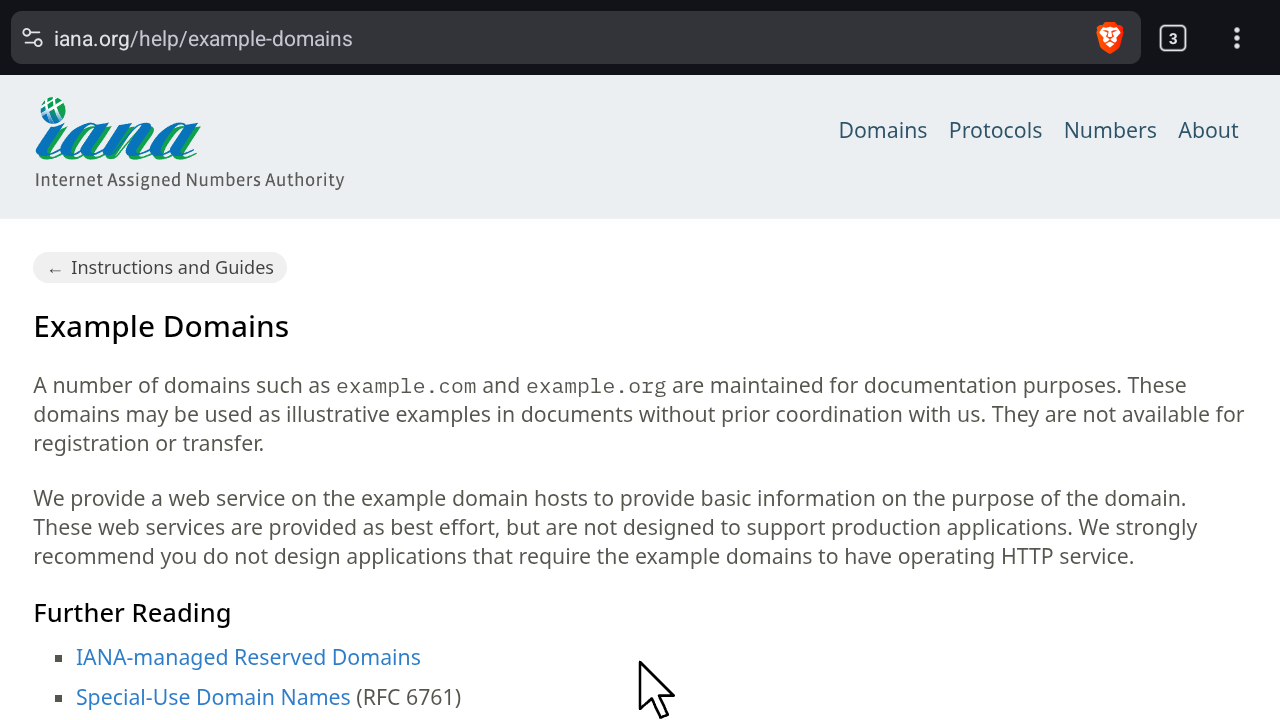 iana.org/help/example-domains
3
iana
Internet Assigned Numbers Authority
Domains Protocols Numbers About
← Instructions and Guides
Example Domains
A number of domains such as example.com and example.org are maintained for documentation purposes. These
domains may be used as illustrative examples in documents without prior coordination with us. They are not available for
registration or transfer.
We provide a web service on the example domain hosts to provide basic information on the purpose of the domain.
These web services are provided as best effort, but are not designed to support production applications. We strongly
recommend you do not design applications that require the example domains to have operating HTTP service.
Further Reading
IANA-managed Reserved Domains
Special-Use Domain Names (RFC 6761)